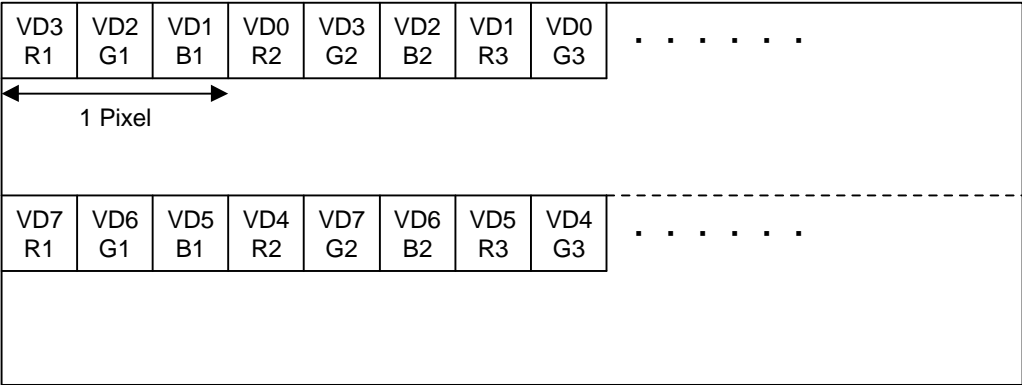 VD3 VD2 VD1 VD0 VD3 VD2 VD1 VD0
R1 G1 B1 R2 G2 B2 R3 G3 . . . . . .
1 Pixel
VD7 VD6 VD5 VD4 VD7 VD6 VD5 VD4
R1 G1 B1 R2 G2 B2 R3 G3 . . . . . .